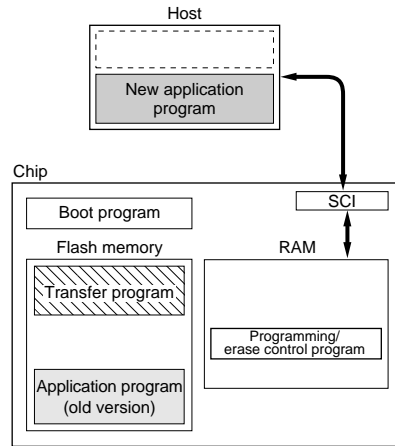 Host
New application
program
Chip
SCI
Boot program
Flash memory
RAM
Transfer program
Programming/
erase control program
Application program
(old version)